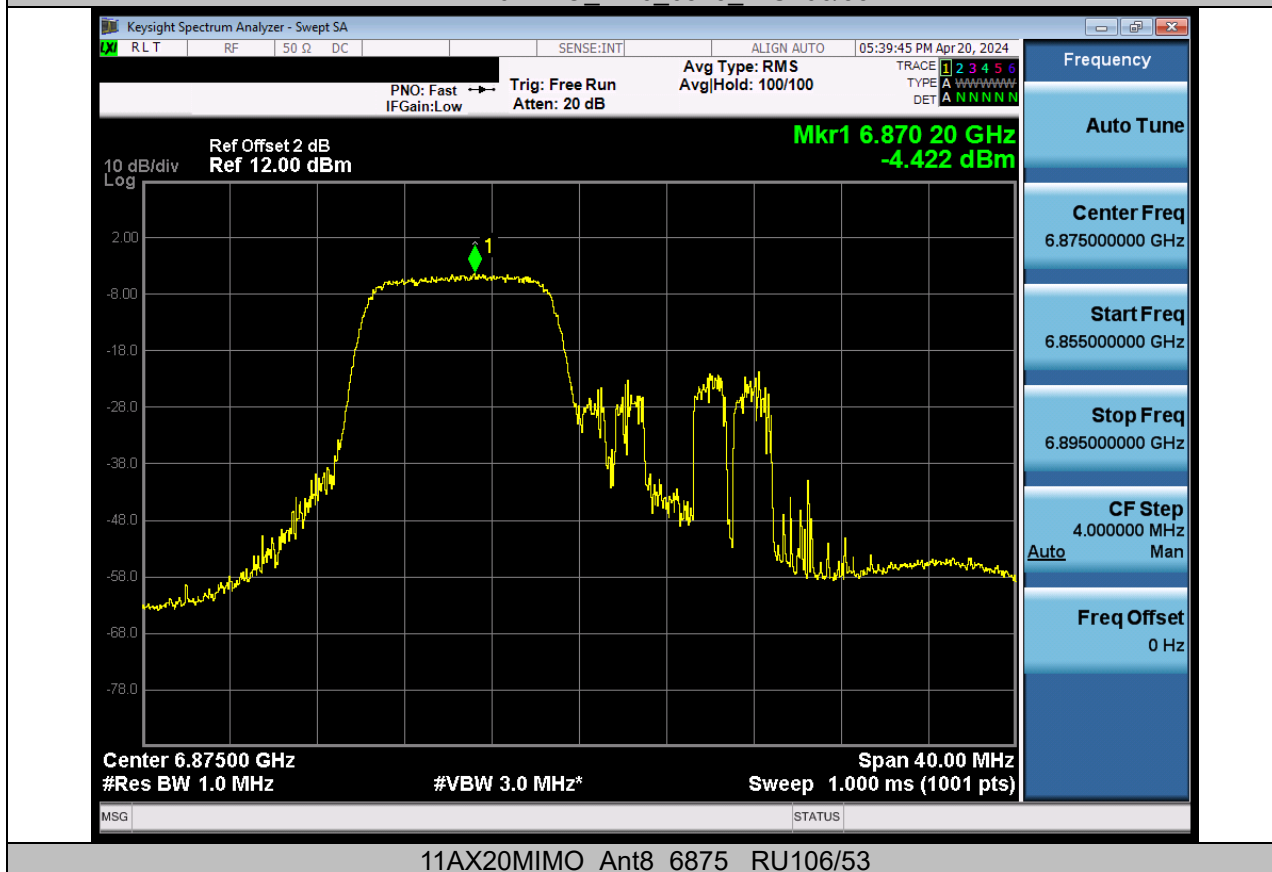 Keysight Spectrum Analyzer - Swept SA
LXI RLT RF 50 Ω DC SENSE:INT ALIGN AUTO 05:39:45 PM Apr 20, 2024
PNO: Fast
IFGain:Low
Trig: Free Run
Atten: 20 dB
Avg Type: RMS
Avg|Hold: 100/100
TRACE 1 2 3 4 5 6
TYPE A WWWWW
DET A N N N N N
Mkr1 6.870 20 GHz
-4.422 dBm
Ref Offset 2 dB
10 dB/div Ref 12.00 dBm
Log
1
2.00
-8.00
-18.0
-28.0
-38.0
-48.0
-58.0
-68.0
-78.0
Center 6.87500 GHz Span 40.00 MHz
#Res BW 1.0 MHz #VBW 3.0 MHz* Sweep 1.000 ms (1001 pts)
MSG STATUS
Frequency
Auto Tune
Center Freq
6.875000000 GHz
Start Freq
6.855000000 GHz
Stop Freq
6.895000000 GHz
CF Step
4.000000 MHz
Auto Man
Freq Offset
0 Hz
11AX20MIMO_Ant8_6875_RU106/53